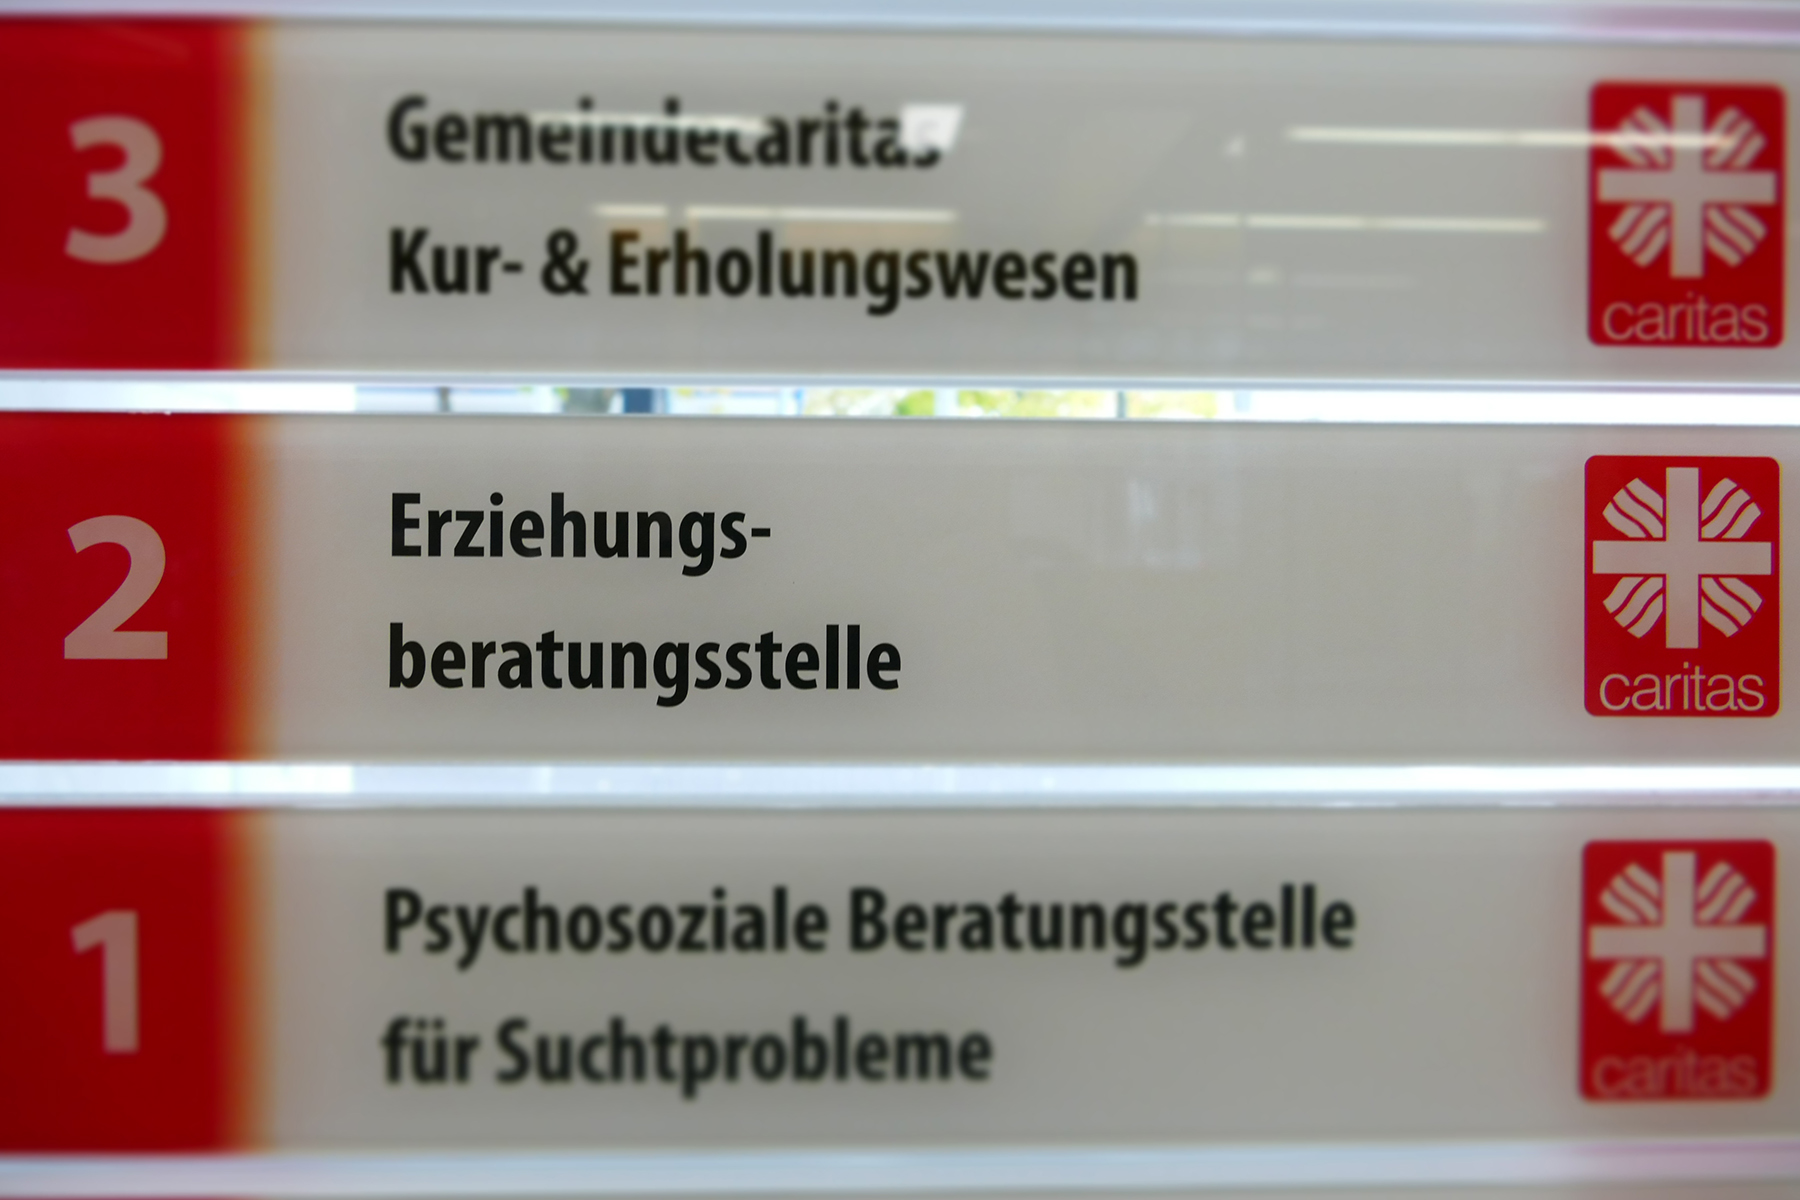 3
Gemeindecaritas
Kur- & Erholungswesen
caritas
2
Erziehungs-
beratungsstelle
caritas
1
Psychosoziale Beratungsstelle
für Suchtprobleme
caritas